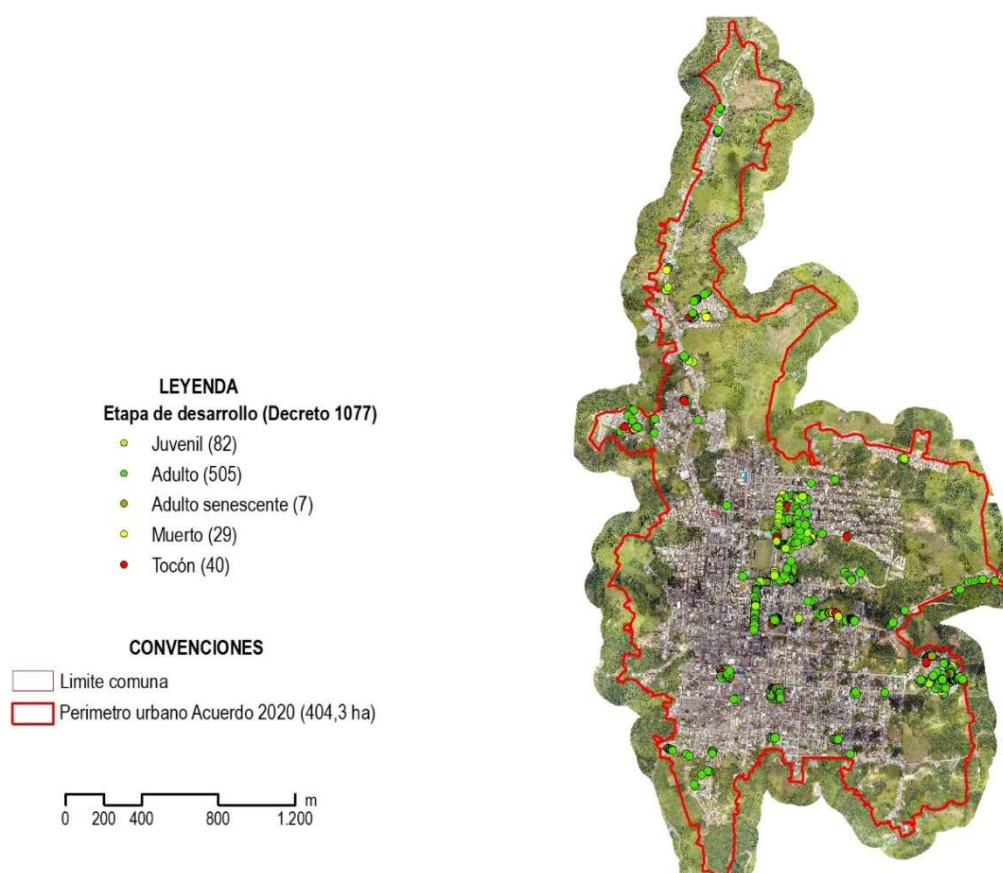 LEYENDA
Etapa de desarrollo (Decreto 1077)
Juvenil (82)
Adulto (505)
Adulto senescente (7)
Muerto (29)
Tocón (40)
CONVENCIONES
Limite comuna
Perimetro urbano Acuerdo 2020 (404,3 ha)
m
0 200 400 800 1.200